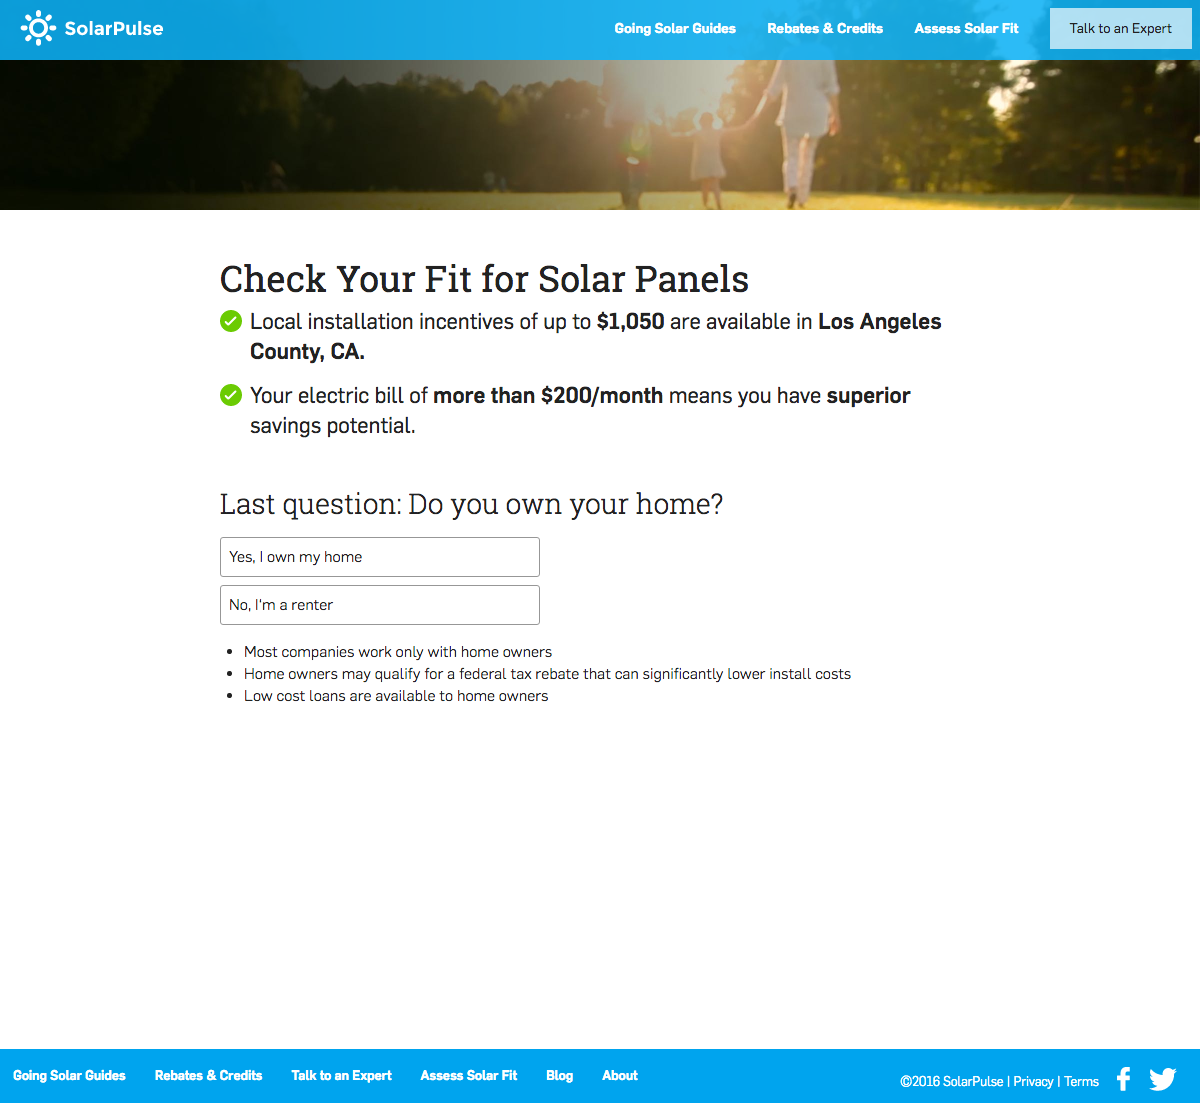 SolarPulse
Going Solar Guides
Rebates & Credits
Assess Solar Fit
Talk to an Expert
Check Your Fit for Solar Panels
Local installation incentives of up to $1,050 are available in Los Angeles
County, CA.
Your electric bill of more than $200/month means you have superior
savings potential.
Last question: Do you own your home?
Yes, I own my home
No, I'm a renter
• Most companies work only with home owners
• Home owners may qualify for a federal tax rebate that can significantly lower install costs
• Low cost loans are available to home owners
Going Solar Guides
Rebates & Credits
Talk to an Expert
Assess Solar Fit
Blog
About
©2016 SolarPulse | Privacy | Terms